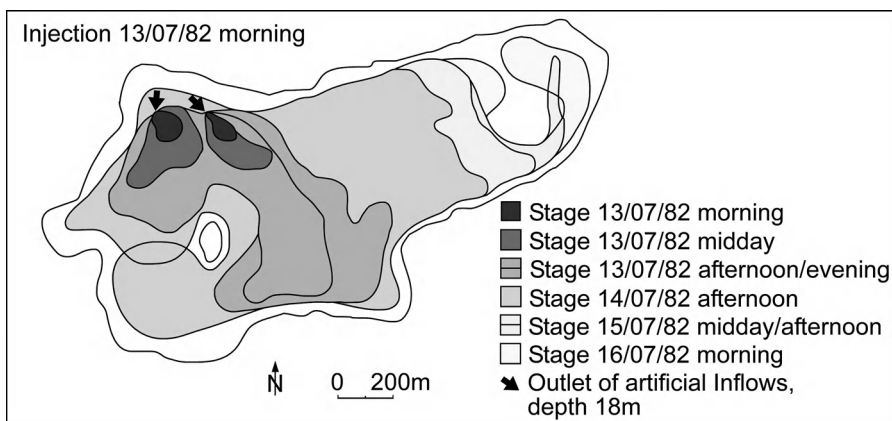 Injection 13/07/82 morning
Stage 13/07/82 morning
Stage 13/07/82 midday
Stage 13/07/82 afternoon/evening
Stage 14/07/82 afternoon
Stage 15/07/82 midday/afternoon
Stage 16/07/82 morning
Outlet of artificial Inflows,
depth 18m
N
0 200m